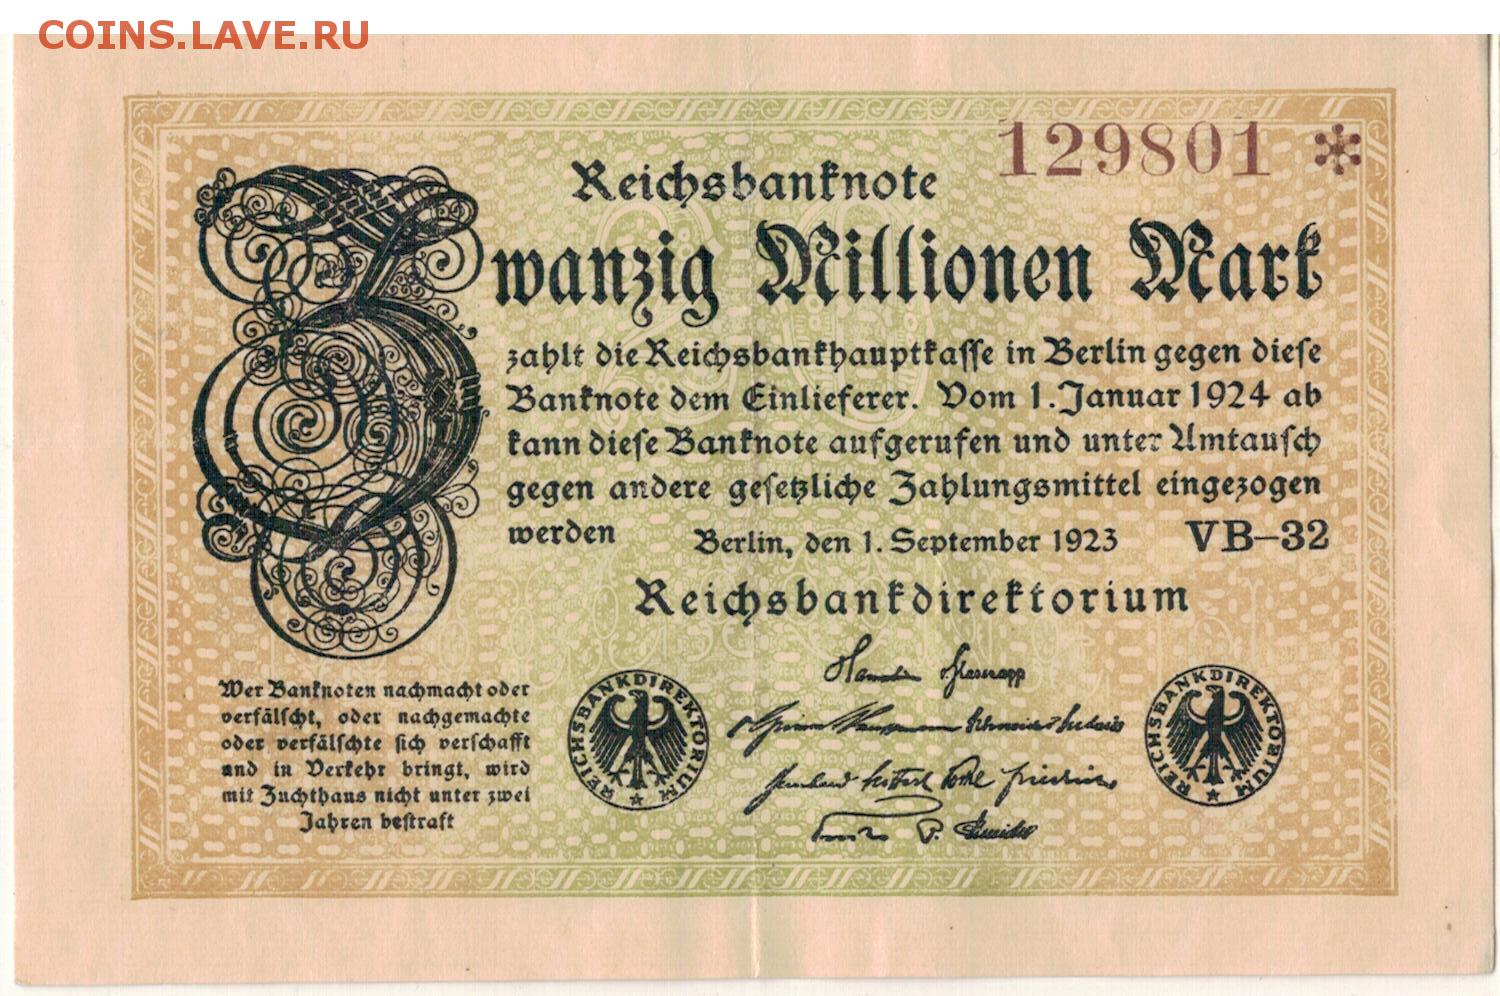 COINS.LAVE.RU
129801 *
Reichsbanknote
Zwanzig Millionen Mark
zahlt die Reichsbankhauptkasse in Berlin gegen diese
Banknote dem Einlieferer. Vom 1. Januar 1924 ab
kann diese Banknote aufgerufen und unter Umtausch
gegen andere gesetzliche Zahlungsmittel eingezogen
werden
Berlin, den 1. September 1923 VB-32
Reichsbankdirektorium
Wer Banknoten nachmacht oder
verfälscht, oder nachgemachte
oder verfälschte sich verschafft
und in Verkehr bringt, wird
mit Zuchthaus nicht unter zwei
Jahren bestraft
REICHSBANKDIREKTORIUM
REICHSBANKDIREKTORIUM